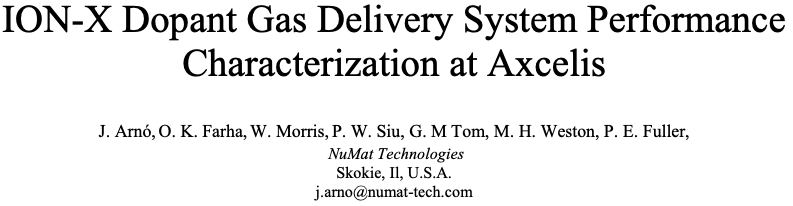 ION-X Dopant Gas Delivery System Performance
Characterization at Axcelis
J. Arnó, O. K. Farha, W. Morris, P. W. Siu, G. M Tom, M. H. Weston, P. E. Fuller,
NuMat Technologies
Skokie, Il, U.S.A.
j.arno@numat-tech.com